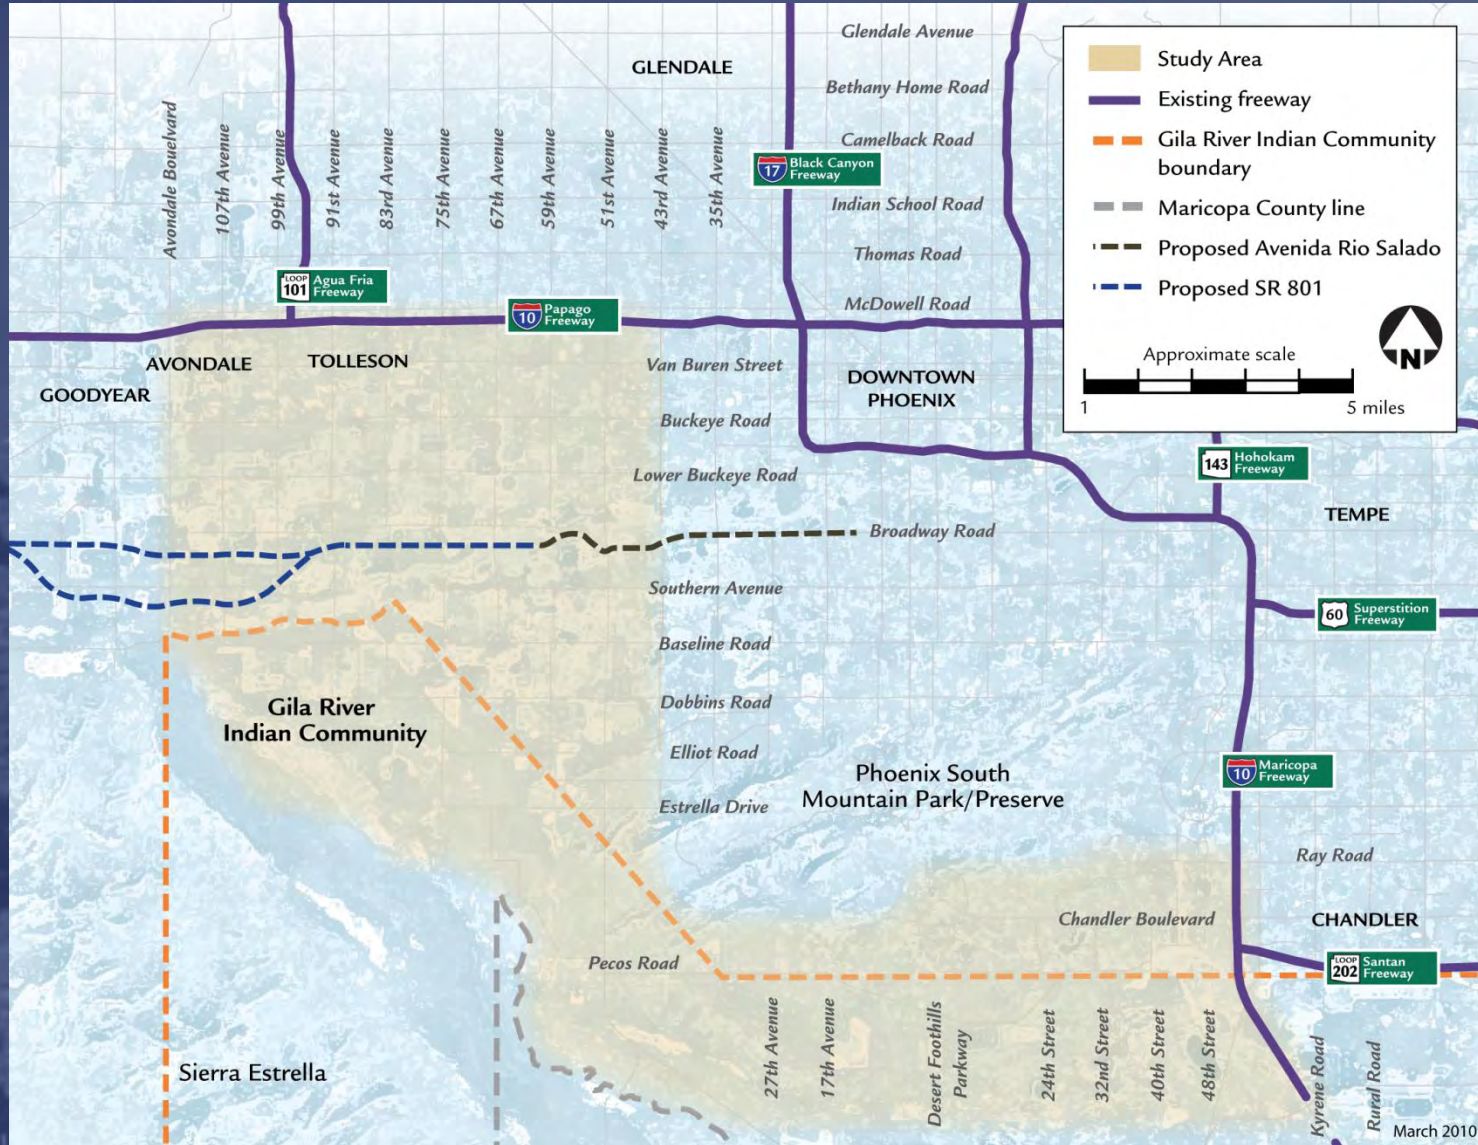 Glendale Avenue
GLENDALE
Bethany Home Road
Camelback Road
Indian School Road
Thomas Road
McDowell Road
Avondale Bouelvard
107th Avenue
99th Avenue
91st Avenue
83rd Avenue
75th Avenue
67th Avenue
59th Avenue
51st Avenue
43rd Avenue
35th Avenue
17
Black Canyon
Freeway
LOOP
101
Agua Fria
Freeway
10
Papago
Freeway
Study Area
Existing freeway
Gila River Indian Community
boundary
Maricopa County line
Proposed Avenida Rio Salado
Proposed SR 801
N
Approximate scale
1
5 miles
AVONDALE
TOLLESON
GOODYEAR
Van Buren Street
DOWNTOWN
PHOENIX
Buckeye Road
Lower Buckeye Road
143
Hohokam
Freeway
TEMPE
Broadway Road
Southern Avenue
60
Superstition
Freeway
Baseline Road
Dobbins Road
Gila River
Indian Community
Elliot Road
Estrella Drive
Phoenix South
Mountain Park/Preserve
10
Maricopa
Freeway
Ray Road
Chandler Boulevard
CHANDLER
LOOP
202
Santan
Freeway
Pecos Road
27th Avenue
17th Avenue
Desert Foothills
Parkway
24th Street
32nd Street
40th Street
48th Street
Kyrene Road
Rural Road
Sierra Estrella
March 2010